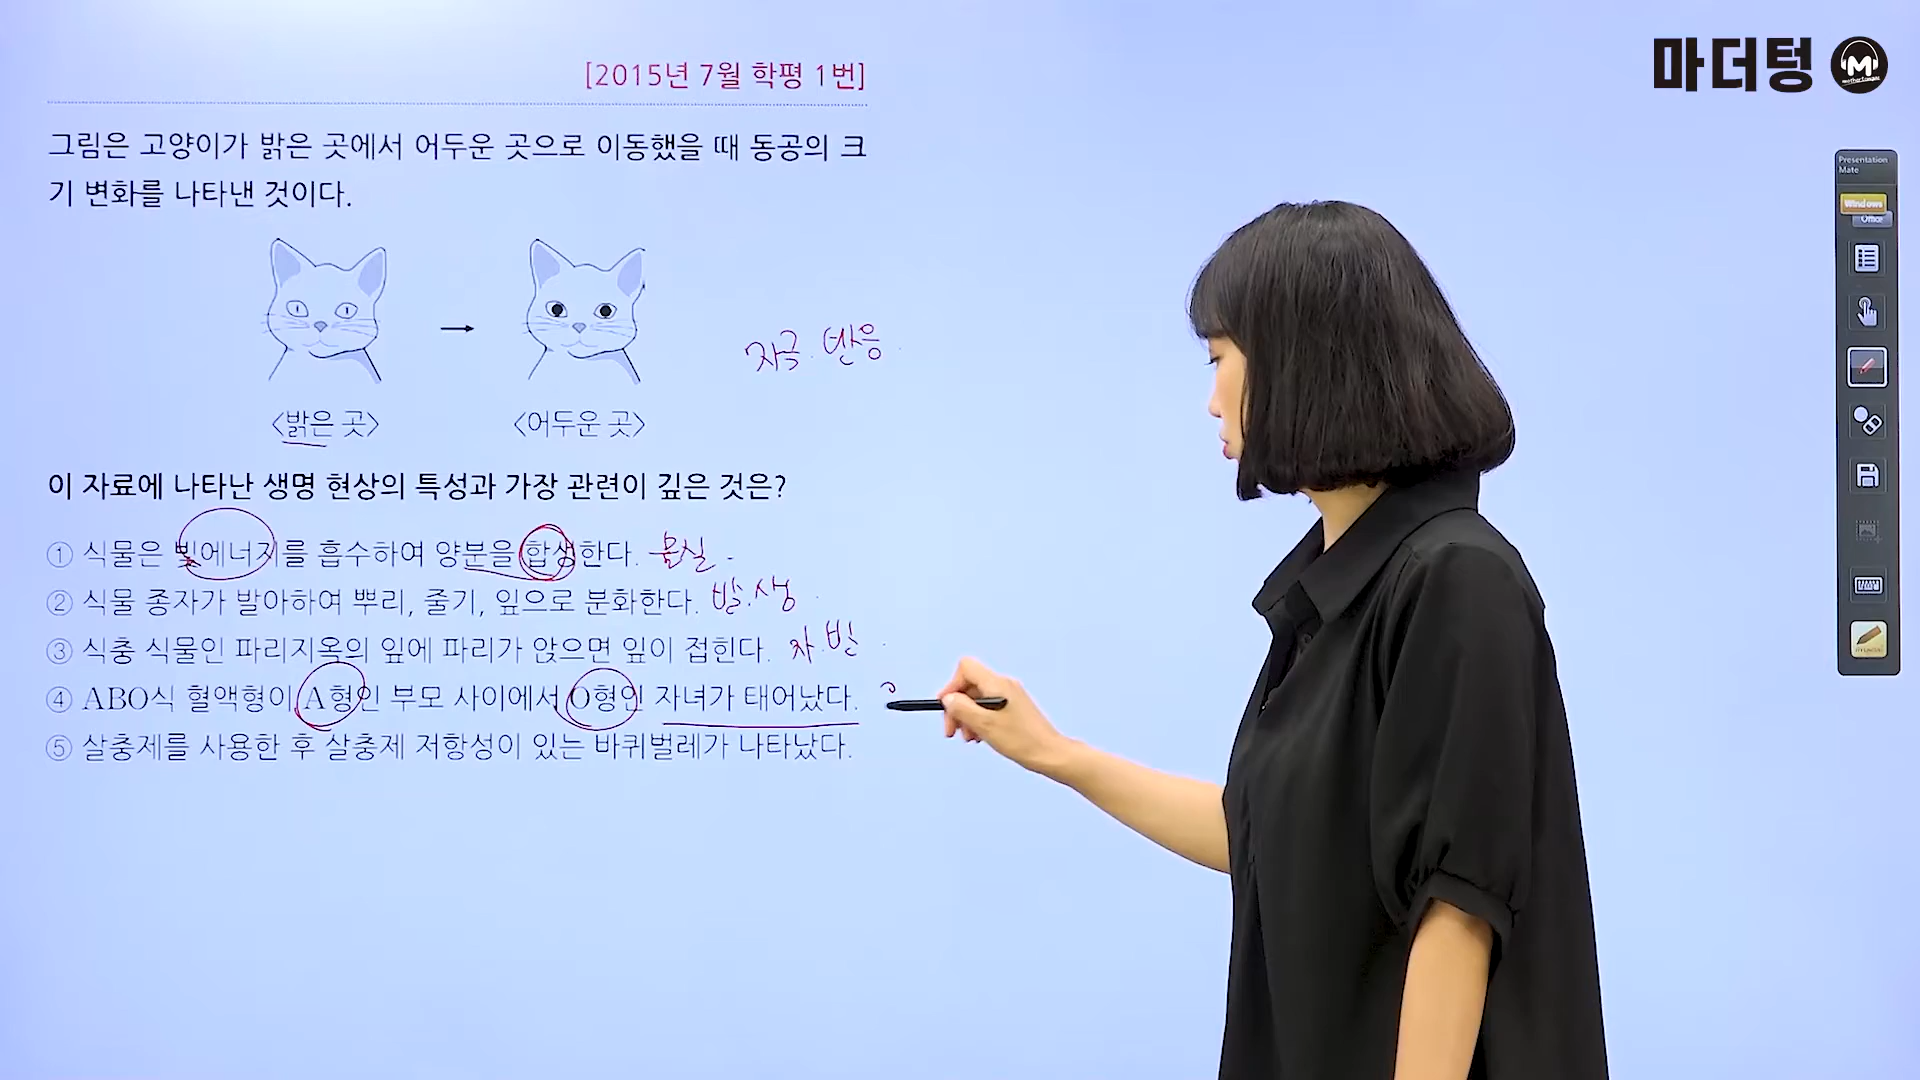 마더텅
[2015년 7월 학평 1번]
그림은 고양이가 밝은 곳에서 어두운 곳으로 이동했을 때 동공의 크
기 변화를 나타낸 것이다.
자극 반응
<밝은 곳>
<어두운 곳>
이 자료에 나타난 생명 현상의 특성과 가장 관련이 깊은 것은?
① 식물은 빛에너지를 흡수하여 양분을 합성한다. 물질
② 식물 종자가 발아하여 뿌리, 줄기, 잎으로 분화한다. 발.생
③ 식충 식물인 파리지옥의 잎에 파리가 앉으면 잎이 접힌다. 자.반
④ ABO식 혈액형이 A형인 부모 사이에서 O형인 자녀가 태어났다.
⑤ 살충제를 사용한 후 살충제 저항성이 있는 바퀴벌레가 나타났다.
Presentation
Mate
Windows
Office